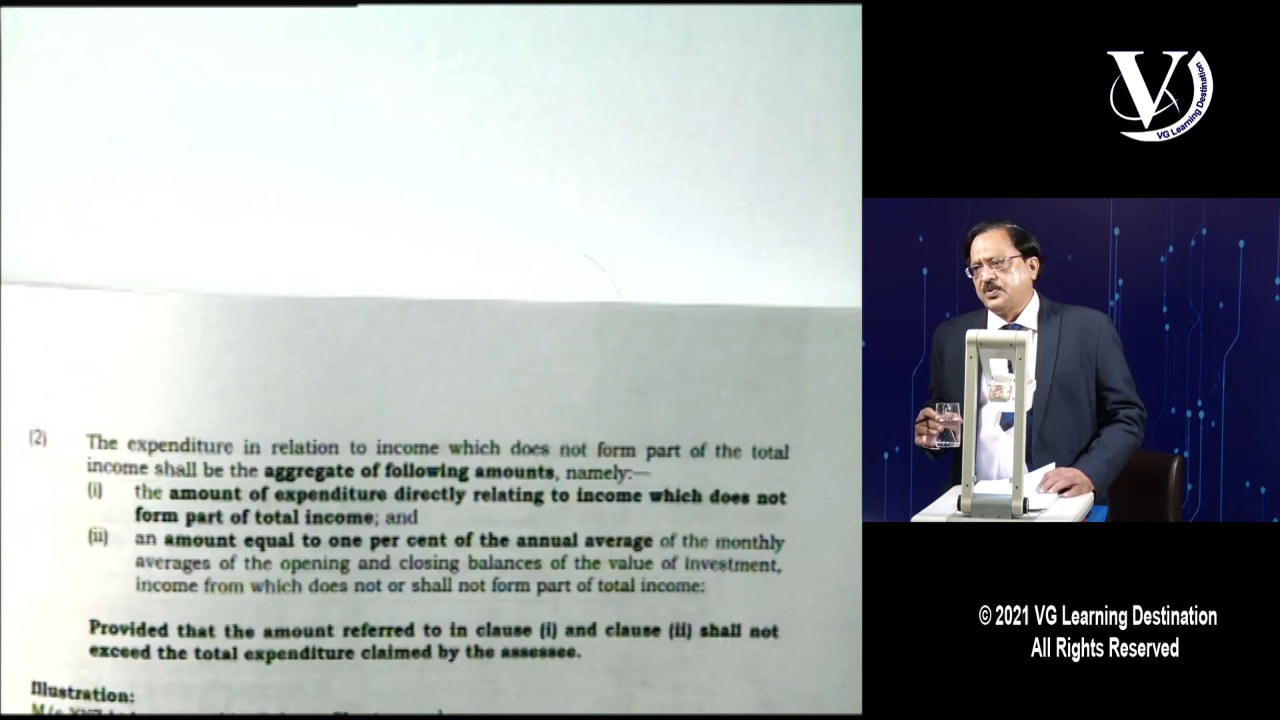 (2) The expenditure in relation to income which does not form part of the total
income shall be the aggregate of following amounts, namely:—
(i) the amount of expenditure directly relating to income which does not
form part of total income; and
(ii) an amount equal to one per cent of the annual average of the monthly
averages of the opening and closing balances of the value of investment,
income from which does not or shall not form part of total income:
Provided that the amount referred to in clause (i) and clause (ii) shall not
exceed the total expenditure claimed by the assessee.
Illustration:
V
VG Learning Destination
© 2021 VG Learning Destination
All Rights Reserved